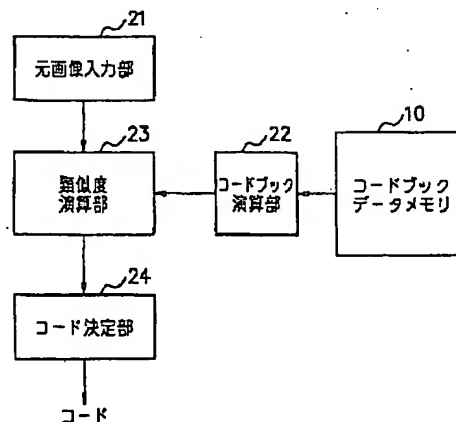 21
元画像入力部
23
類似度
演算部
22
コードブック
演算部
10
コードブック
データメモリ
24
コード決定部
コード